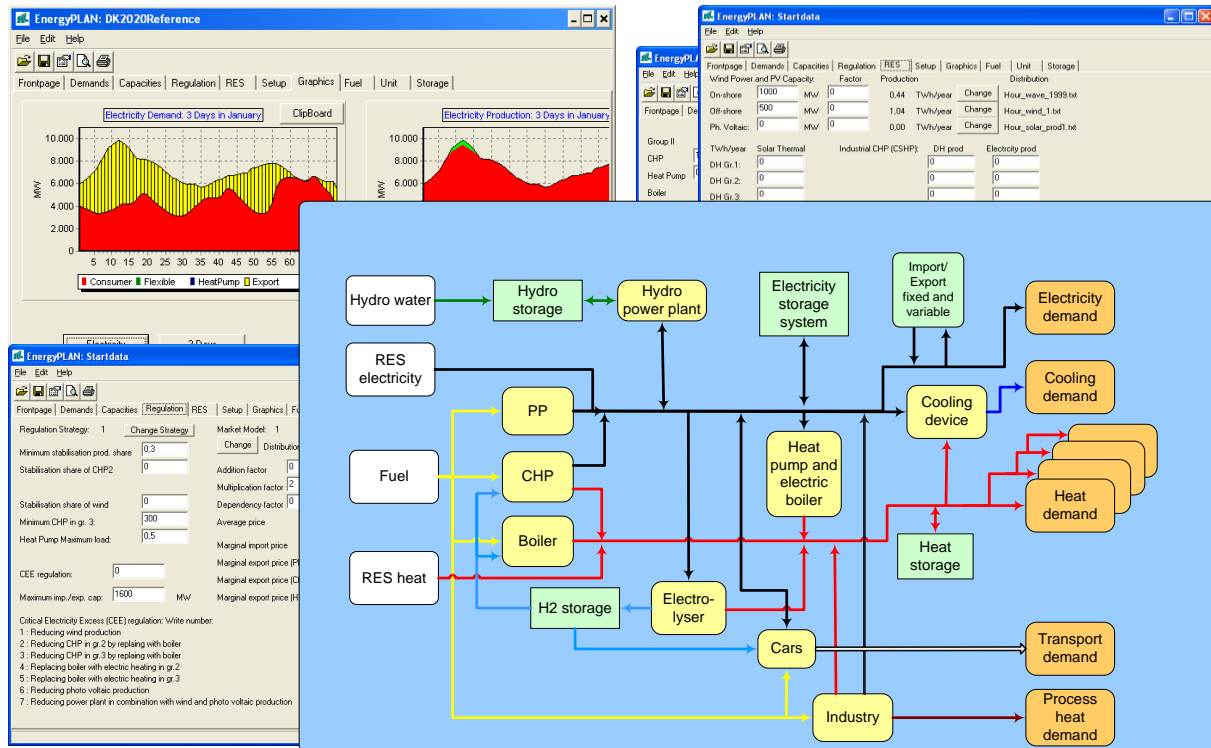 EnergyPLAN: DK2020Reference
File Edit Help
Frontpage Demands Capacities Regulation RES Setup Graphics Fuel Unit Storage
Electricity Demand: 3 Days in January
ClipBoard
Electricity Production: 3 Days in January
10.000
8.000
6.000
4.000
2.000
0
MW
5 10 15 20 25 30 35 40 45 50 55 60
Consumer Flexible HeatPump Export
10.000
8.000
6.000
MW
Electricity
3 Days
EnergyPLAN: Startdata
File Edit Help
Frontpage Demands Capacities Regulation RES Setup Graphics Fuel Unit Storage
Wind Power and PV Capacity: Factor Production Distribution
On-shore 1000 MW 0 0,44 TWh/year Change Hour_wave_1999.txt
Off-shore 500 MW 0 1,04 TWh/year Change Hour_wind_1.txt
Ph. Voltaic: 0 MW 0 0,00 TWh/year Change Hour_solar_prod1.txt
TWh/year Solar Thermal Industrial CHP (CSHP): DH prod Electricity prod
DH Gr.1: 0 0 0
DH Gr.2: 0 0 0
DH Gr.3: 0 0 0
File Ed
Frontpage
Group II
CHP
Heat Pump
Boiler
EnergyPLAN: Startdata
File Edit Help
Frontpage Demands Capacities Regulation RES Setup Graphics
Regulation Strategy: 1 Change Strategy Market Model: 1
Change
Minimum stabilisation prod. share 0,3
Stabilisation share of CHP2 0 Addition factor 0
Multiplication factor 2
Stabilisation share of wind 0 Dependency factor 0
Minimum CHP in gr. 3: 300 Average price
Heat Pump Maximum load: 0,5
Marginal import price
CEE regulation: 0
Maximum imp./exp. cap: 1600 MW
Critical Electricity Excess (CEE) regulation: Write number:
1 : Reducing wind production
2 : Reducing CHP in gr.2 by replaing with boiler
3 : Reducing CHP in gr.3 by replacing with boiler
4 : Replacing boiler with electric heating in gr.2
5 : Replacing boiler with electric heating in gr.3
6 : Reducing photo voltaic production
7 : Reducing power plant in combination with wind and photo voltaic production
Hydro water
Hydro
storage
Hydro
power plant
Electricity
storage
system
Import/
Export
fixed and
variable
Electricity
demand
RES
electricity
PP
Cooling
device
Cooling
demand
Fuel
CHP
Heat
pump and
electric
boiler
Heat
demand
Boiler
Heat
storage
RES heat
H2 storage
Electro-
lyser
Cars
Transport
demand
Industry
Process
heat
demand